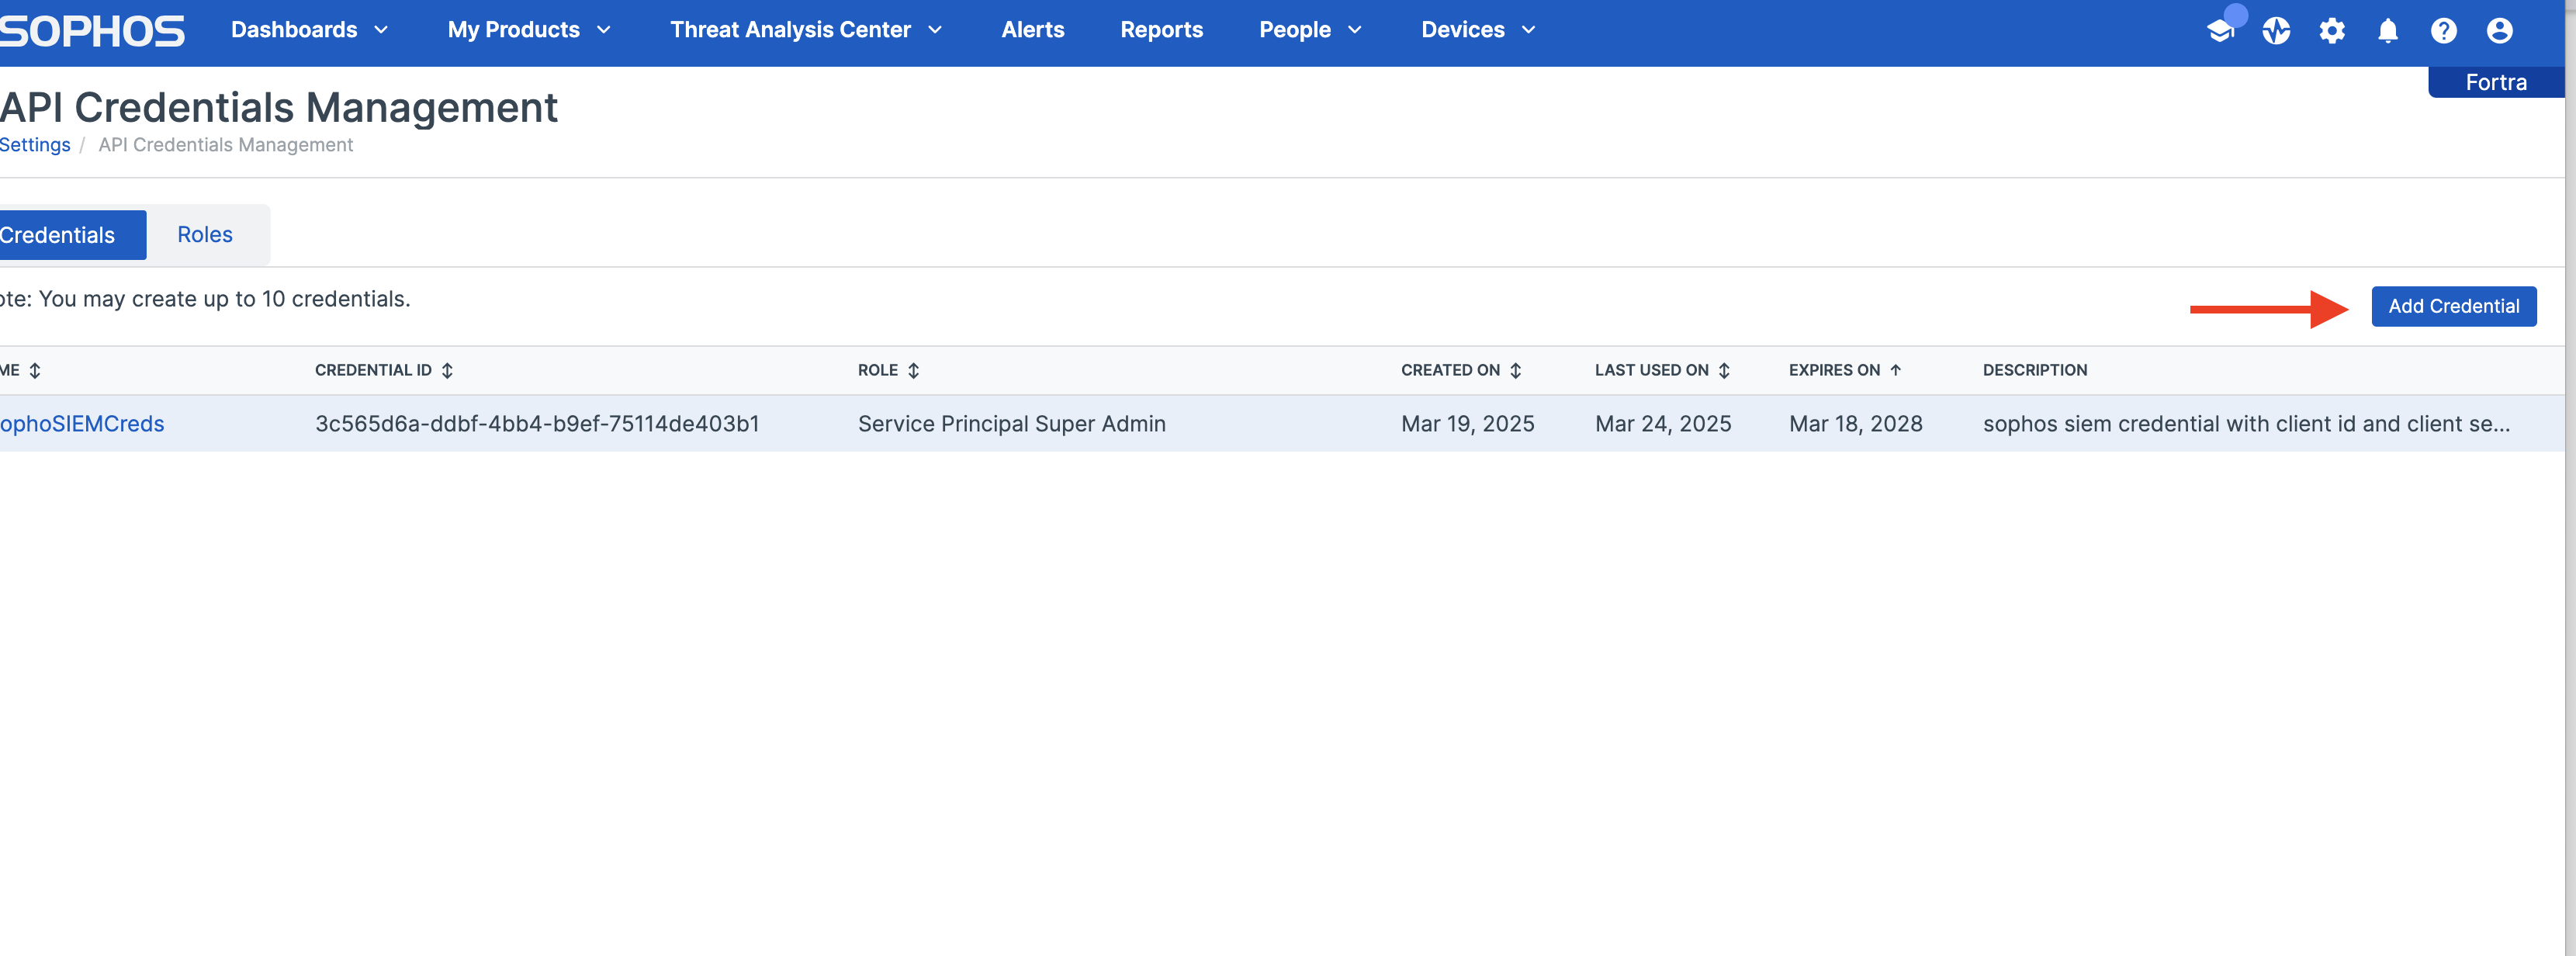 SOPHOS Dashboards My Products Threat Analysis Center Alerts Reports People Devices
Fortra
API Credentials Management
Settings / API Credentials Management
Credentials Roles
ote: You may create up to 10 credentials.
Add Credential
ME CREDENTIAL ID ROLE CREATED ON LAST USED ON EXPIRES ON DESCRIPTION
ophoSIEMCreds 3c565d6a-ddbf-4bb4-b9ef-75114de403b1 Service Principal Super Admin Mar 19, 2025 Mar 24, 2025 Mar 18, 2028 sophos siem credential with client id and client se...